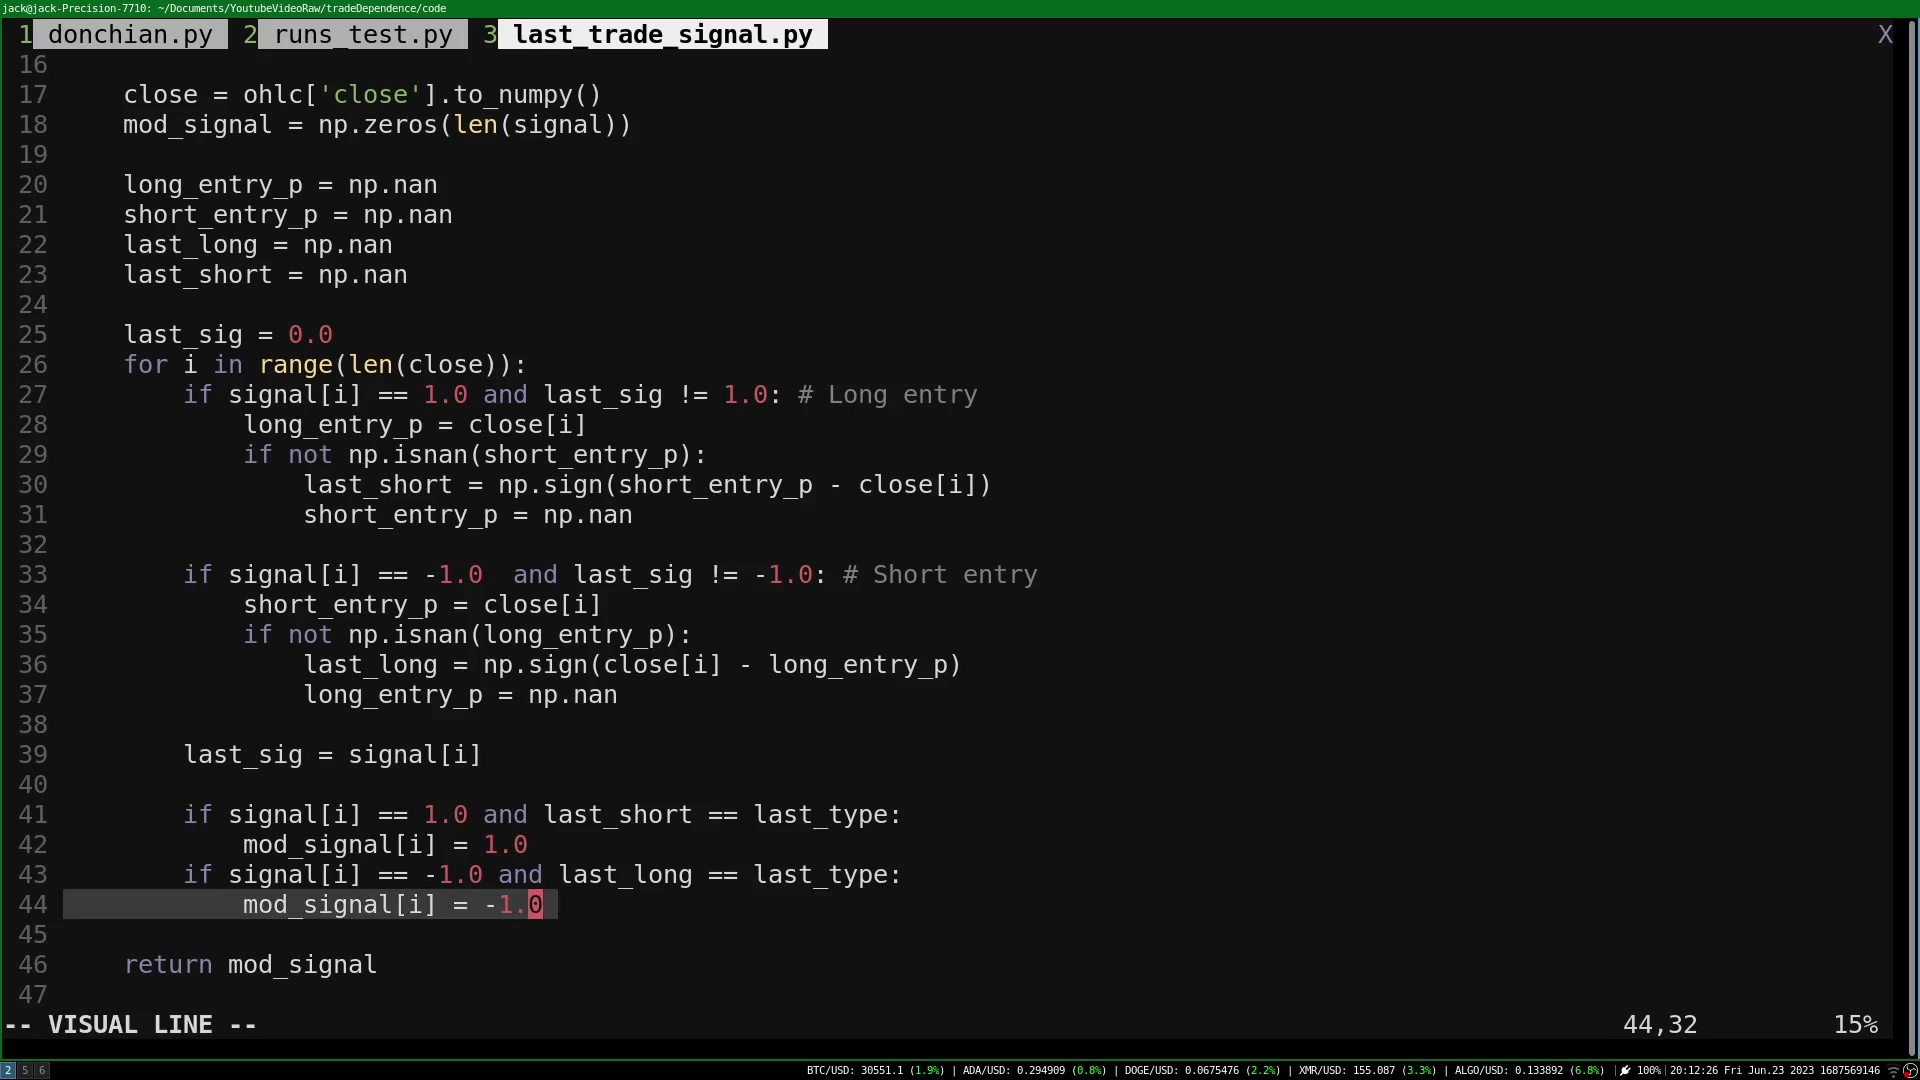 jack@jack-Precision-7710: ~/Documents/YoutubeVideoRaw/tradeDependence/code
1 donchian.py 2 runs_test.py 3 last_trade_signal.py X
16
17     close = ohlc['close'].to_numpy()
18     mod_signal = np.zeros(len(signal))
19
20     long_entry_p = np.nan
21     short_entry_p = np.nan
22     last_long = np.nan
23     last_short = np.nan
24
25     last_sig = 0.0
26     for i in range(len(close)):
27         if signal[i] == 1.0 and last_sig != 1.0: # Long entry
28             long_entry_p = close[i]
29             if not np.isnan(short_entry_p):
30                 last_short = np.sign(short_entry_p - close[i])
31                 short_entry_p = np.nan
32
33         if signal[i] == -1.0  and last_sig != -1.0: # Short entry
34             short_entry_p = close[i]
35             if not np.isnan(long_entry_p):
36                 last_long = np.sign(close[i] - long_entry_p)
37                 long_entry_p = np.nan
38
39         last_sig = signal[i]
40
41         if signal[i] == 1.0 and last_short == last_type:
42             mod_signal[i] = 1.0
43         if signal[i] == -1.0 and last_long == last_type:
44             mod_signal[i] = -1.0
45
46     return mod_signal
47
-- VISUAL LINE -- 44,32 15%
2 5 6 BTC/USD: 30551.1 (1.9%) | ADA/USD: 0.294909 (0.8%) | DOGE/USD: 0.0675476 (2.2%) | XMR/USD: 155.087 (3.3%) | ALGO/USD: 0.133892 (6.8%) | 100% | 20:12:26 Fri Jun.23 2023 1687569146